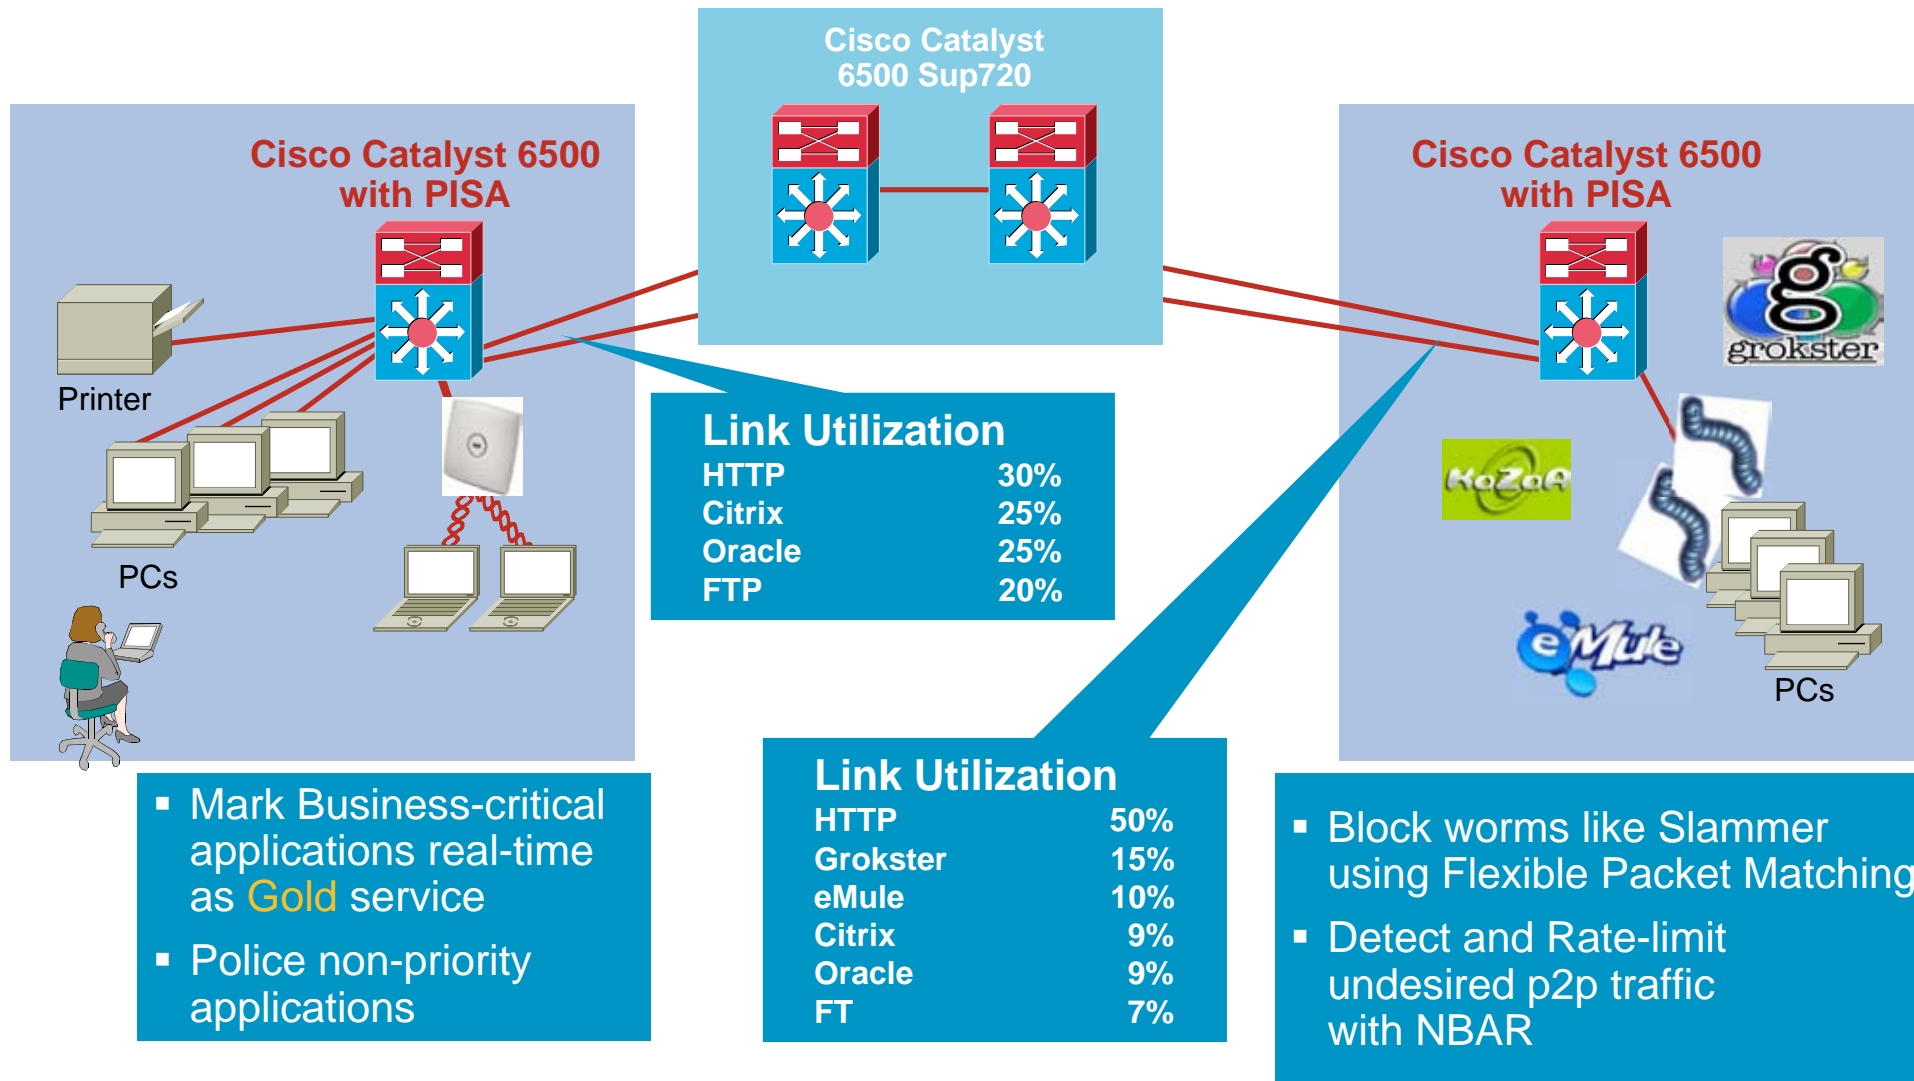 Cisco Catalyst
6500 Sup720
Cisco Catalyst 6500
with PISA
Printer
PCs
Cisco Catalyst 6500
with PISA
grokster
KaZaA
eMule
PCs
Link Utilization
HTTP 30%
Citrix 25%
Oracle 25%
FTP 20%
Link Utilization
HTTP 50%
Grokster 15%
eMule 10%
Citrix 9%
Oracle 9%
FT 7%
▪ Mark Business-critical
applications real-time
as Gold service
▪ Police non-priority
applications
▪ Block worms like Slammer
using Flexible Packet Matching
▪ Detect and Rate-limit
undesired p2p traffic
with NBAR